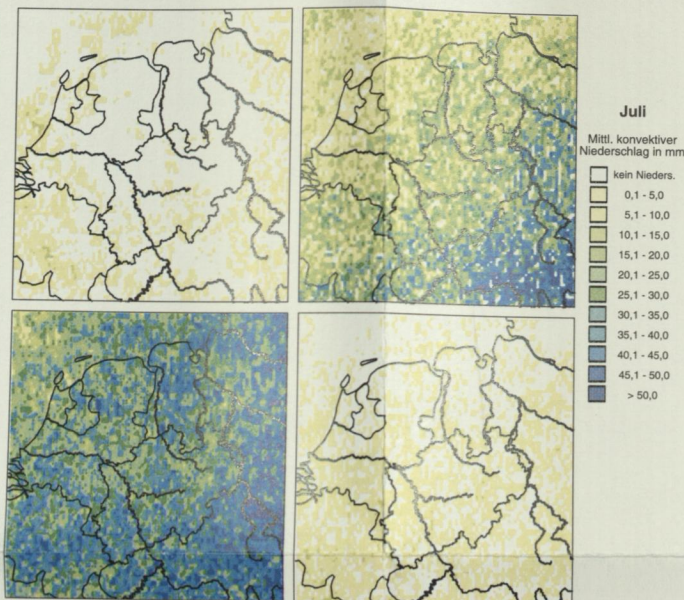 Juli
Mittl. konvektiver
Niederschlag in mm
kein Nieders.
0,1 - 5,0
5,1 - 10,0
10,1 - 15,0
15,1 - 20,0
20,1 - 25,0
25,1 - 30,0
30,1 - 35,0
35,1 - 40,0
40,1 - 45,0
45,1 - 50,0
> 50,0